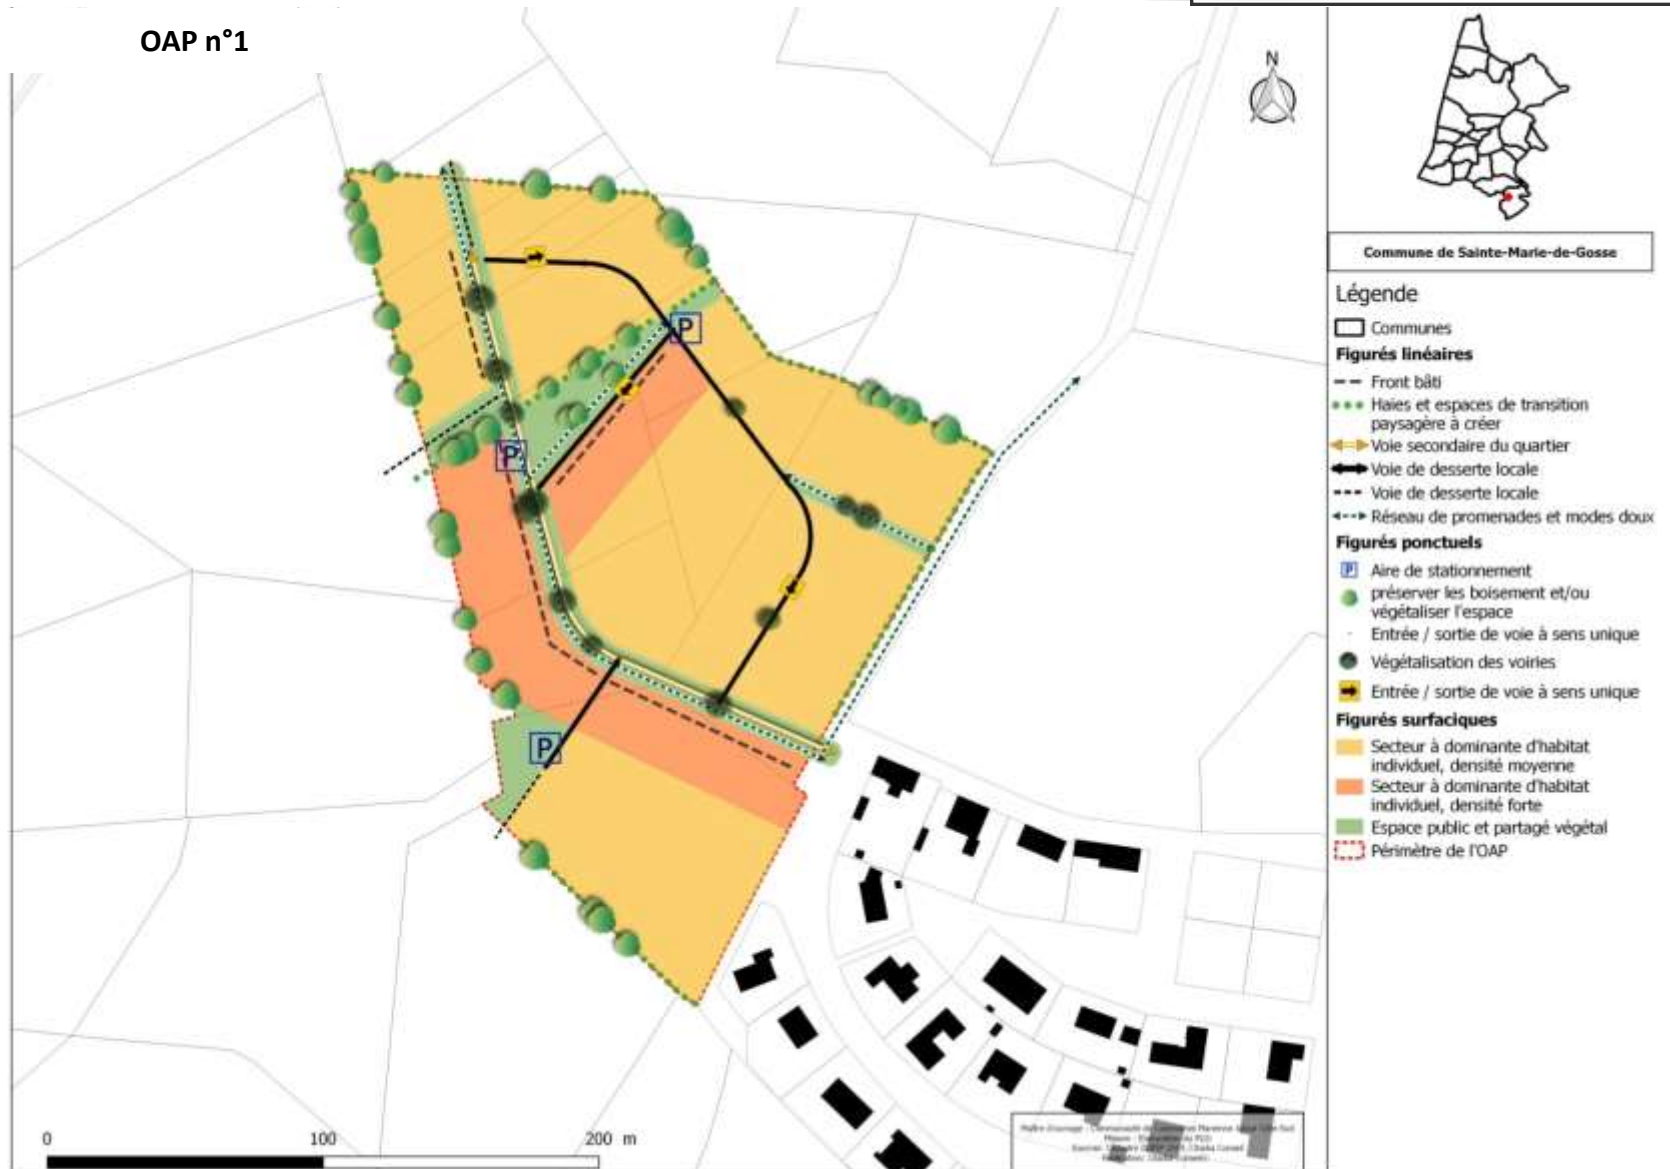 OAP n°1
N
P
P
P
0 100 200 m
Commune de Sainte-Marie-de-Gosse
Légende
Communes
Figurés linéaires
Front bâti
Haies et espaces de transition
paysagère à créer
Voie secondaire du quartier
Voie de desserte locale
Voie de desserte locale
Réseau de promenades et modes doux
Figurés ponctuels
P Aire de stationnement
préserver les boisement et/ou
végétaliser l'espace
Entrée / sortie de voie à sens unique
Végétalisation des voiries
Entrée / sortie de voie à sens unique
Figurés surfaciques
Secteur à dominante d'habitat
individuel, densité moyenne
Secteur à dominante d'habitat
individuel, densité forte
Espace public et partagé végétal
Périmètre de l'OAP